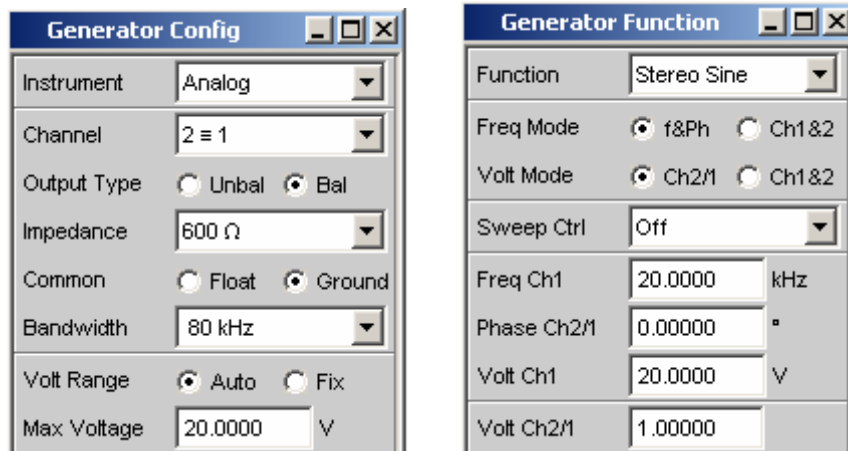 Generator Config
Instrument Analog
Channel 2 ≡ 1
Output Type Unbal Bal
Impedance 600 Ω
Common Float Ground
Bandwidth 80 kHz
Volt Range Auto Fix
Max Voltage 20.0000 V
Generator Function
Function Stereo Sine
Freq Mode f&Ph Ch1&2
Volt Mode Ch2/1 Ch1&2
Sweep Ctrl Off
Freq Ch1 20.0000 kHz
Phase Ch2/1 0.00000 °
Volt Ch1 20.0000 V
Volt Ch2/1 1.00000